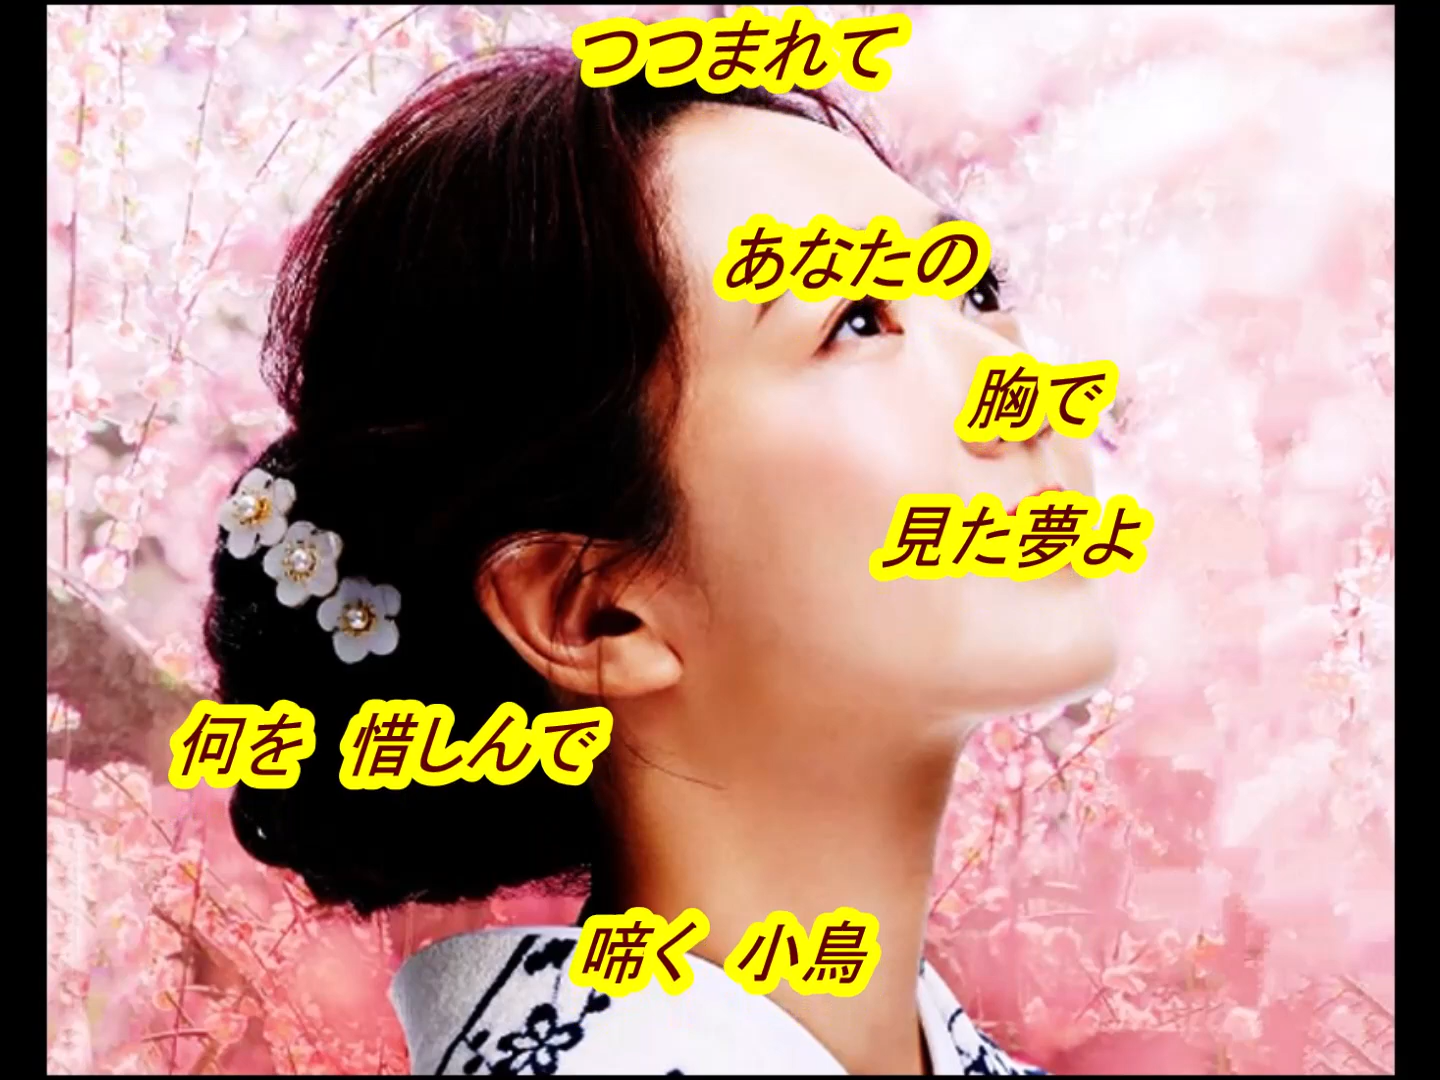 つつまれて
あなたの
胸で
見た夢よ
何を　惜しんで
啼く　小鳥